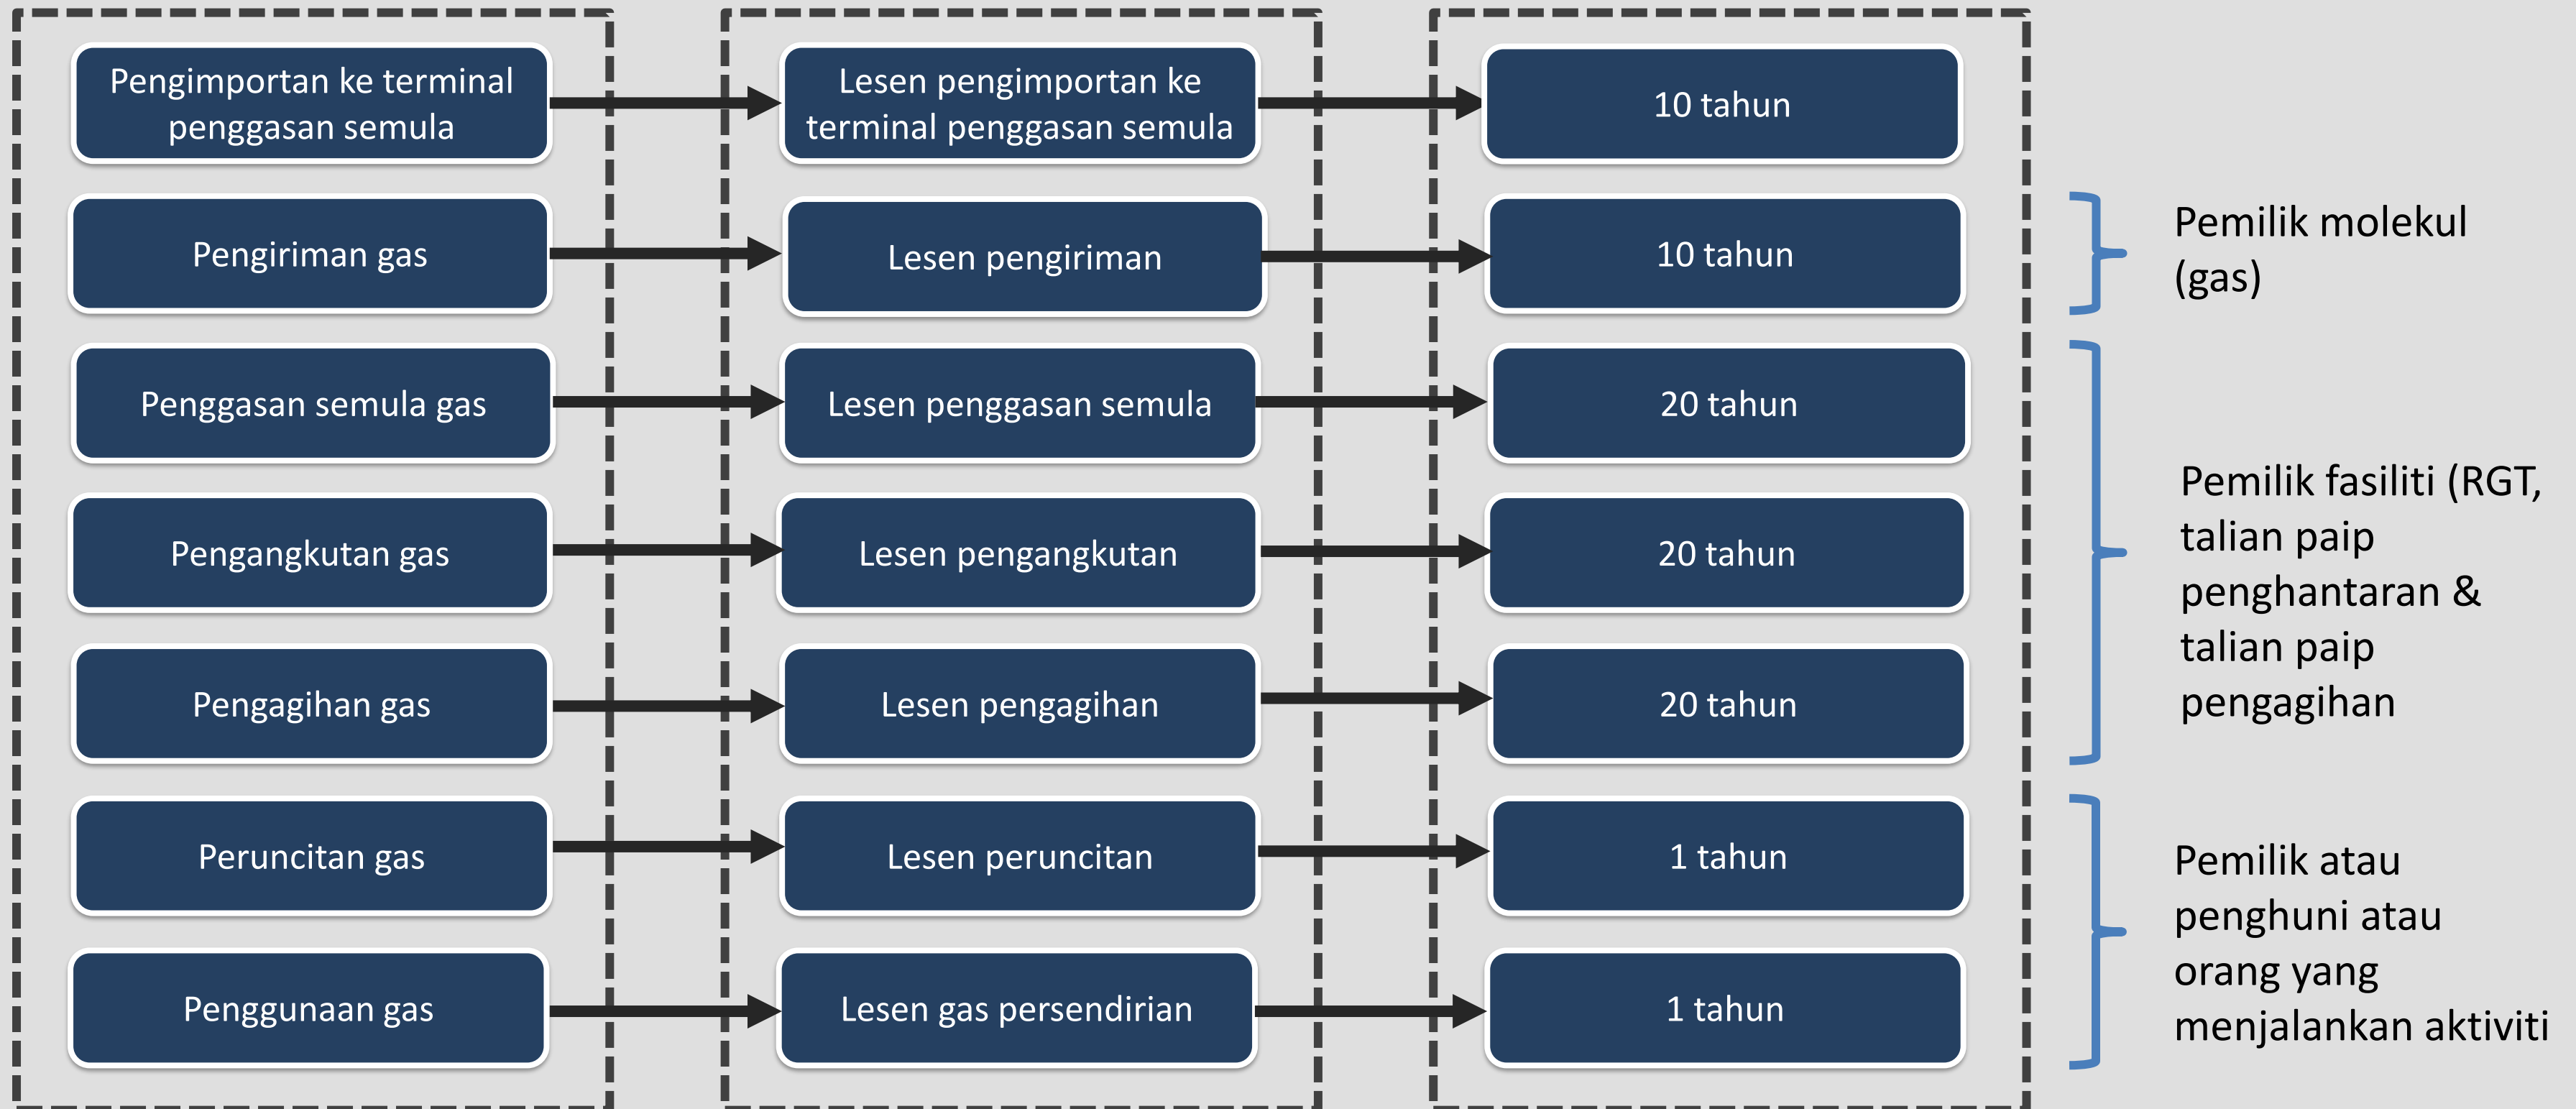 Pengimportan ke terminal
penggasan semula
Lesen pengimportan ke
terminal penggasan semula
10 tahun
Pengiriman gas
Lesen pengiriman
10 tahun
Pemilik molekul
(gas)
Penggasan semula gas
Lesen penggasan semula
20 tahun
Pengangkutan gas
Lesen pengangkutan
20 tahun
Pengagihan gas
Lesen pengagihan
20 tahun
Pemilik fasiliti (RGT,
talian paip
penghantaran &
talian paip
pengagihan
Peruncitan gas
Lesen peruncitan
1 tahun
Penggunaan gas
Lesen gas persendirian
1 tahun
Pemilik atau
penghuni atau
orang yang
menjalankan aktiviti